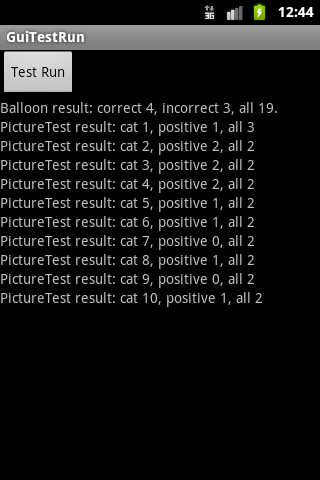 3G 12:44
GuiTestRun
Test Run
Balloon result: correct 4, incorrect 3, all 19.
PictureTest result: cat 1, positive 1, all 3
PictureTest result: cat 2, positive 2, all 2
PictureTest result: cat 3, positive 2, all 2
PictureTest result: cat 4, positive 2, all 2
PictureTest result: cat 5, positive 1, all 2
PictureTest result: cat 6, positive 1, all 2
PictureTest result: cat 7, positive 0, all 2
PictureTest result: cat 8, positive 1, all 2
PictureTest result: cat 9, positive 0, all 2
PictureTest result: cat 10, positive 1, all 2